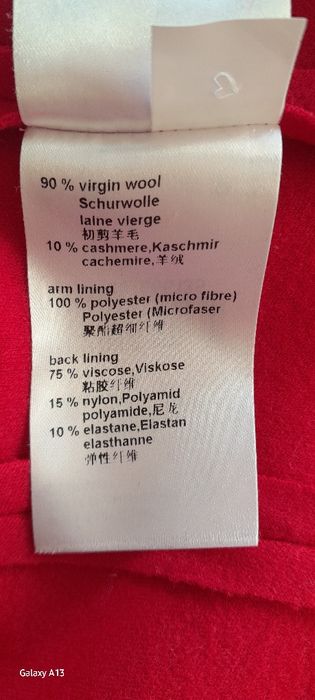 90 % virgin wool
Schurwolle
laine vierge
初剪羊毛
10 % cashmere,Kaschmir
cachemire,羊绒
arm lining
100 % polyester (micro fibre)
Polyester (Microfaser
聚酯超细纤维
back lining
75 % viscose,Viskose
粘胶纤维
15 % nylon,Polyamid
polyamide,尼龙
10 % elastane,Elastan
elasthanne
弹性纤维
Galaxy A13